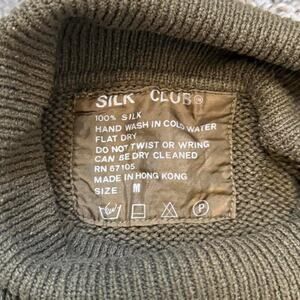 SILK CLUB®
100% SILK
HAND WASH IN COLD WATER
FLAT DRY
DO NOT TWIST OR WRING
CAN BE DRY CLEANED
RN 67105
MADE IN HONG KONG
SIZE M
P